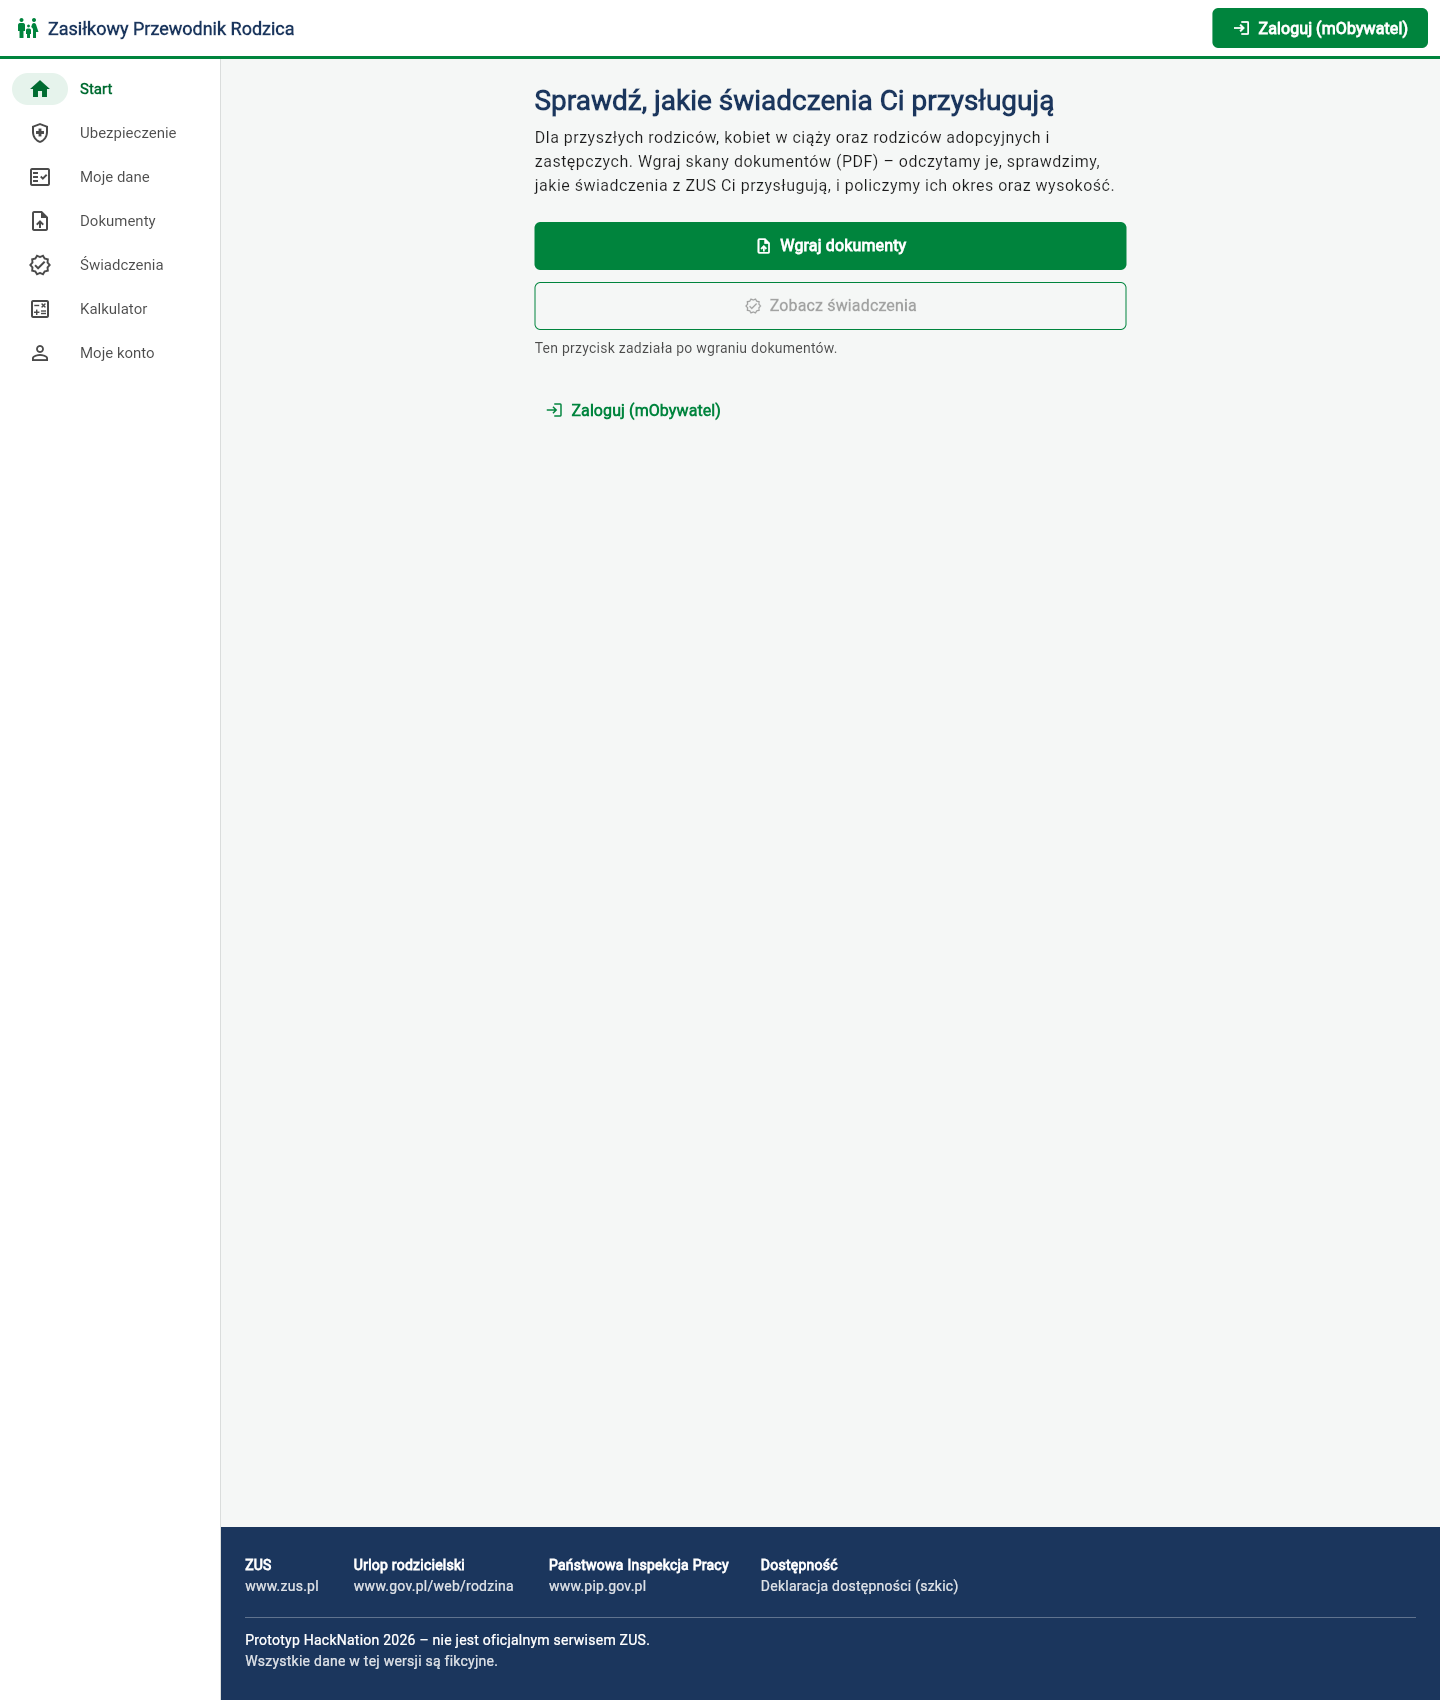 Zasiłkowy Przewodnik Rodzica
Zaloguj (mObywatel)
Start
Ubezpieczenie
Moje dane
Dokumenty
Świadczenia
Kalkulator
Moje konto
Sprawdź, jakie świadczenia Ci przysługują
Dla przyszłych rodziców, kobiet w ciąży oraz rodziców adopcyjnych i
zastępczych. Wgraj skany dokumentów (PDF) – odczytamy je, sprawdzimy,
jakie świadczenia z ZUS Ci przysługują, i policzymy ich okres oraz wysokość.
Wgraj dokumenty
Zobacz świadczenia
Ten przycisk zadziała po wgraniu dokumentów.
Zaloguj (mObywatel)
ZUS
www.zus.pl
Urlop rodzicielski
www.gov.pl/web/rodzina
Państwowa Inspekcja Pracy
www.pip.gov.pl
Dostępność
Deklaracja dostępności (szkic)
Prototyp HackNation 2026 – nie jest oficjalnym serwisem ZUS.
Wszystkie dane w tej wersji są fikcyjne.